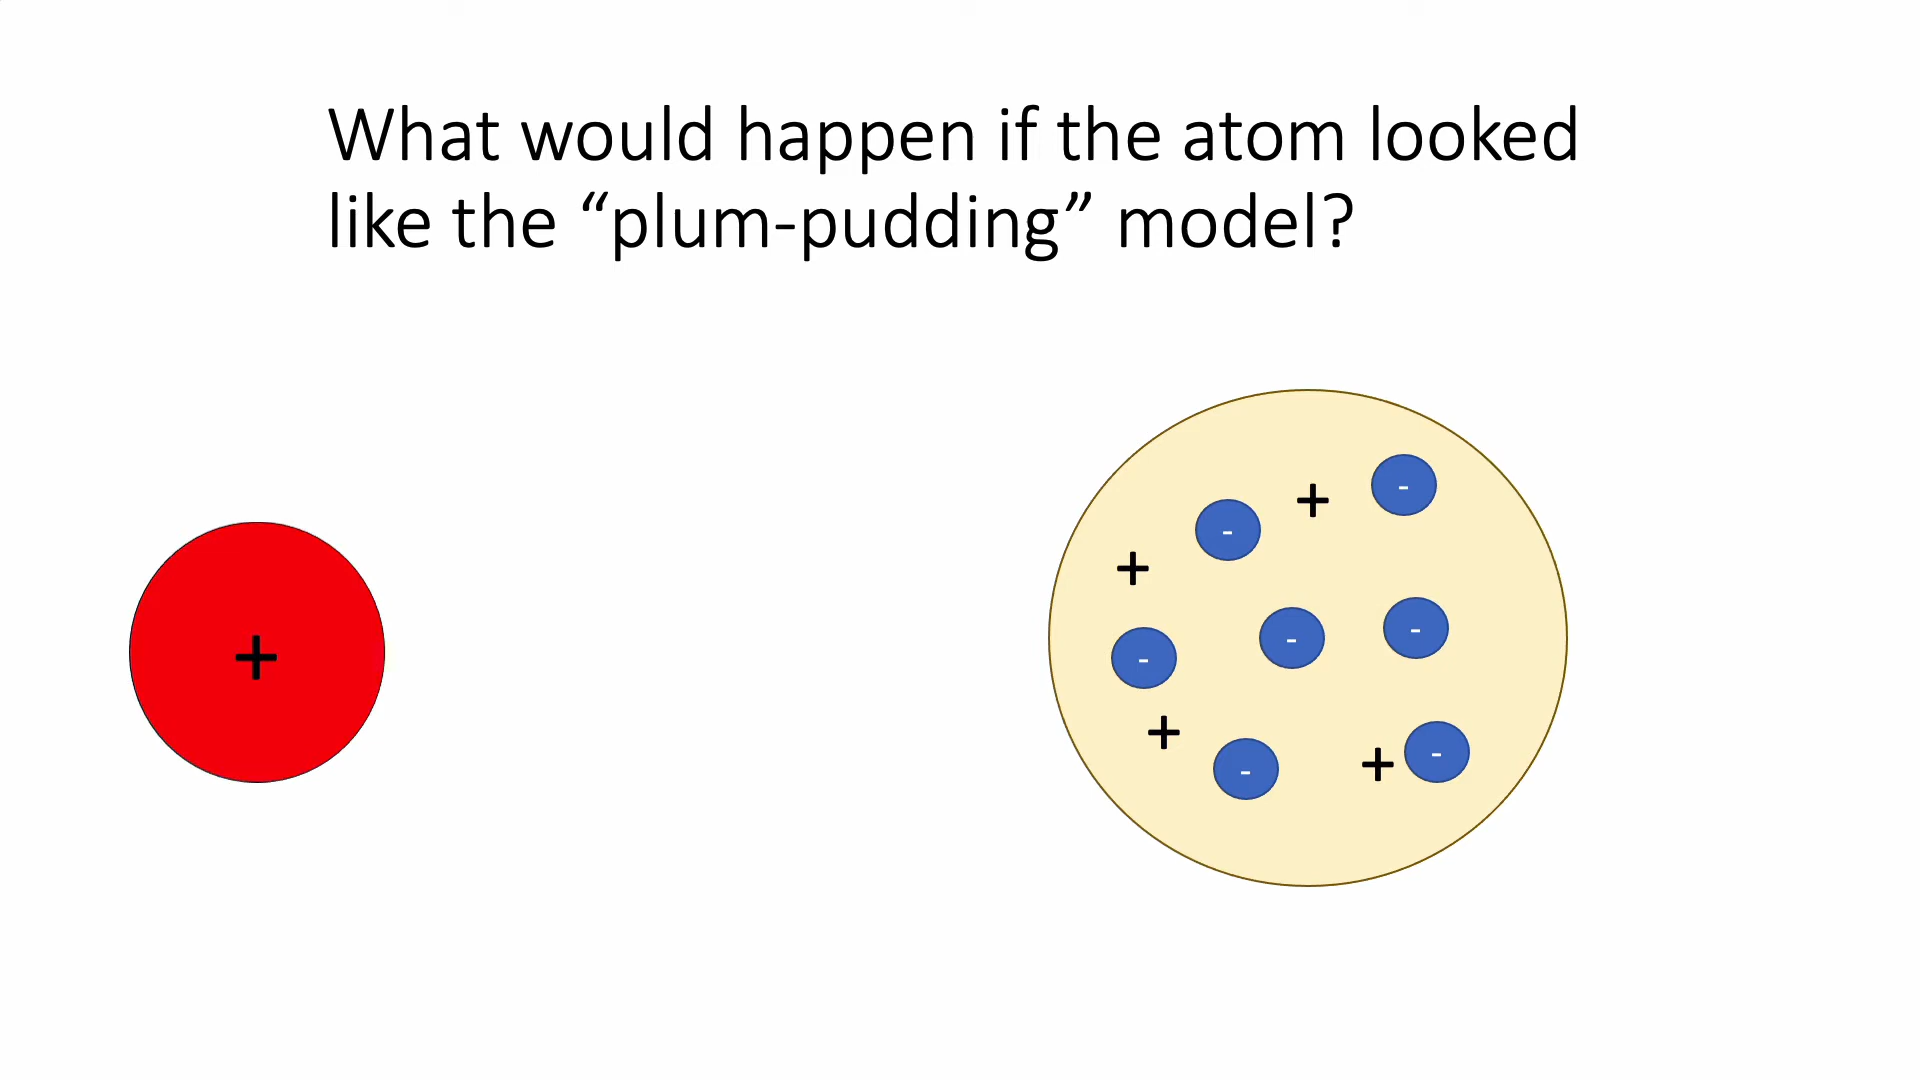 What would happen if the atom looked
like the “plum-pudding” model?
+ -
-
+
- - -
+
+
+ -
-